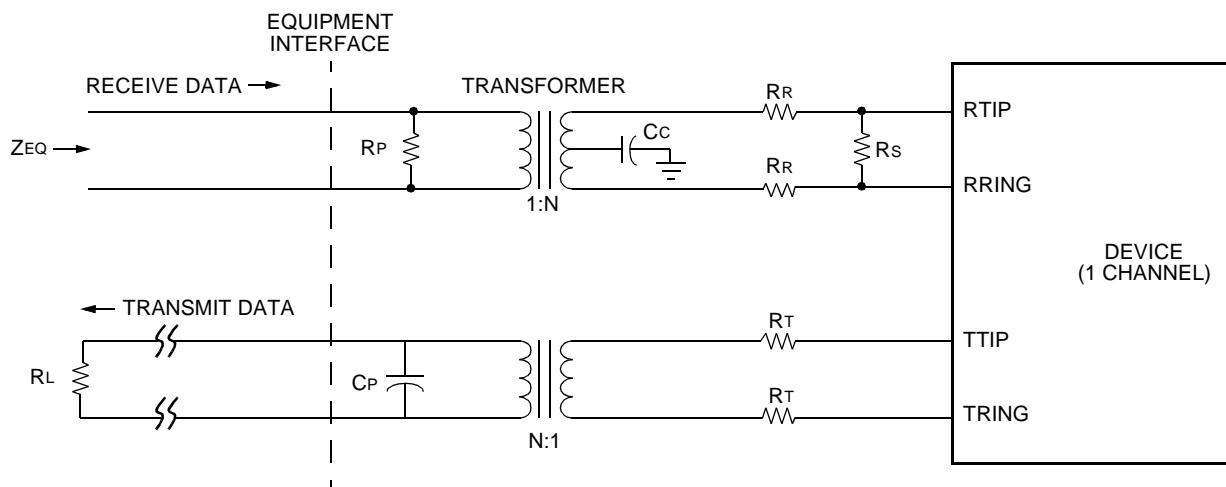 EQUIPMENT
INTERFACE
RECEIVE DATA
TRANSFORMER
RR
RTIP
ZEQ
RP
CC
RS
RR
RRING
1:N
DEVICE
(1 CHANNEL)
TRANSMIT DATA
RT
TTIP
RL
CP
RT
TRING
N:1